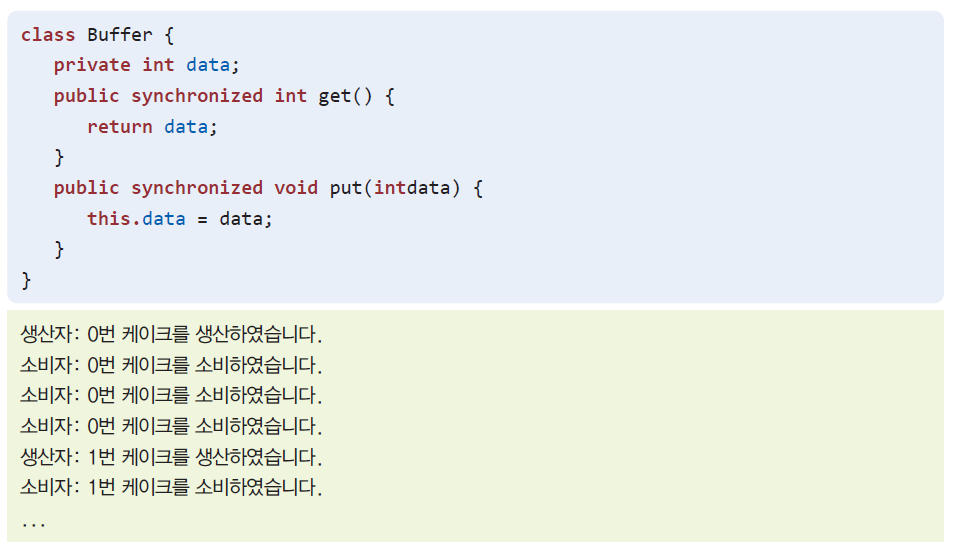 class Buffer {
private int data;
public synchronized int get() {
return data;
}
public synchronized void put(intdata) {
this.data = data;
}
}
생산자: 0번 케이크를 생산하였습니다.
소비자: 0번 케이크를 소비하였습니다.
소비자: 0번 케이크를 소비하였습니다.
소비자: 0번 케이크를 소비하였습니다.
생산자: 1번 케이크를 생산하였습니다.
소비자: 1번 케이크를 소비하였습니다.
...